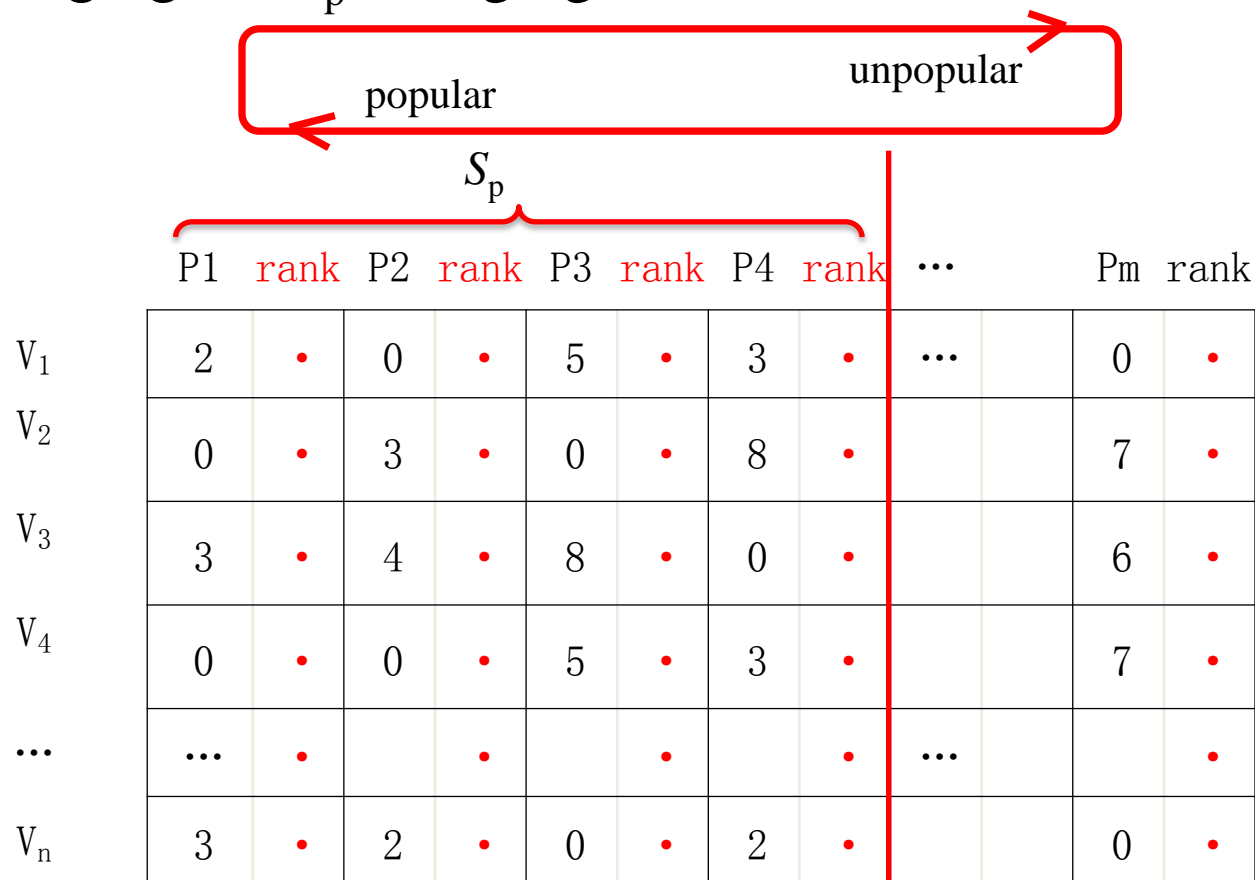 unpopular
popular
Sp
P1 rank P2 rank P3 rank P4 rank … Pm rank
V1 2 • 0 • 5 • 3 • … 0 •
V2 0 • 3 • 0 • 8 • 7 •
V3 3 • 4 • 8 • 0 • 6 •
V4 0 • 0 • 5 • 3 • 7 •
… … • • • • … •
Vn 3 • 2 • 0 • 2 • 0 •